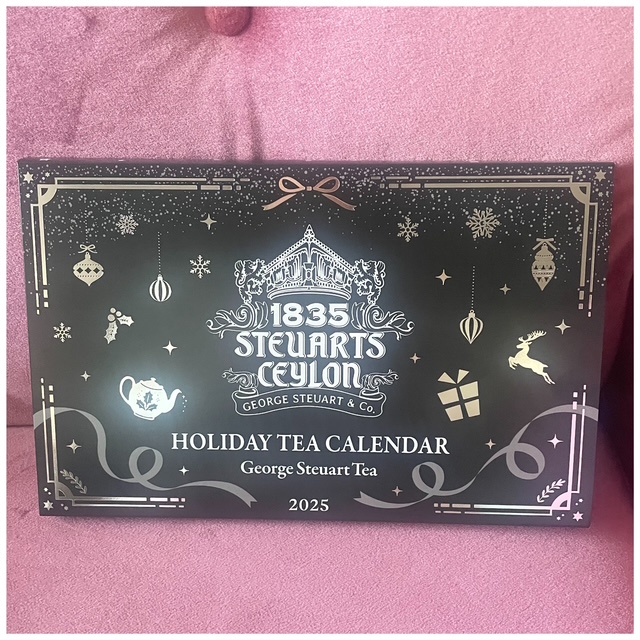 1835
STEUARTS
CEYLON
GEORGE STEUART & Co.
HOLIDAY TEA CALENDAR
George Steuart Tea
2025